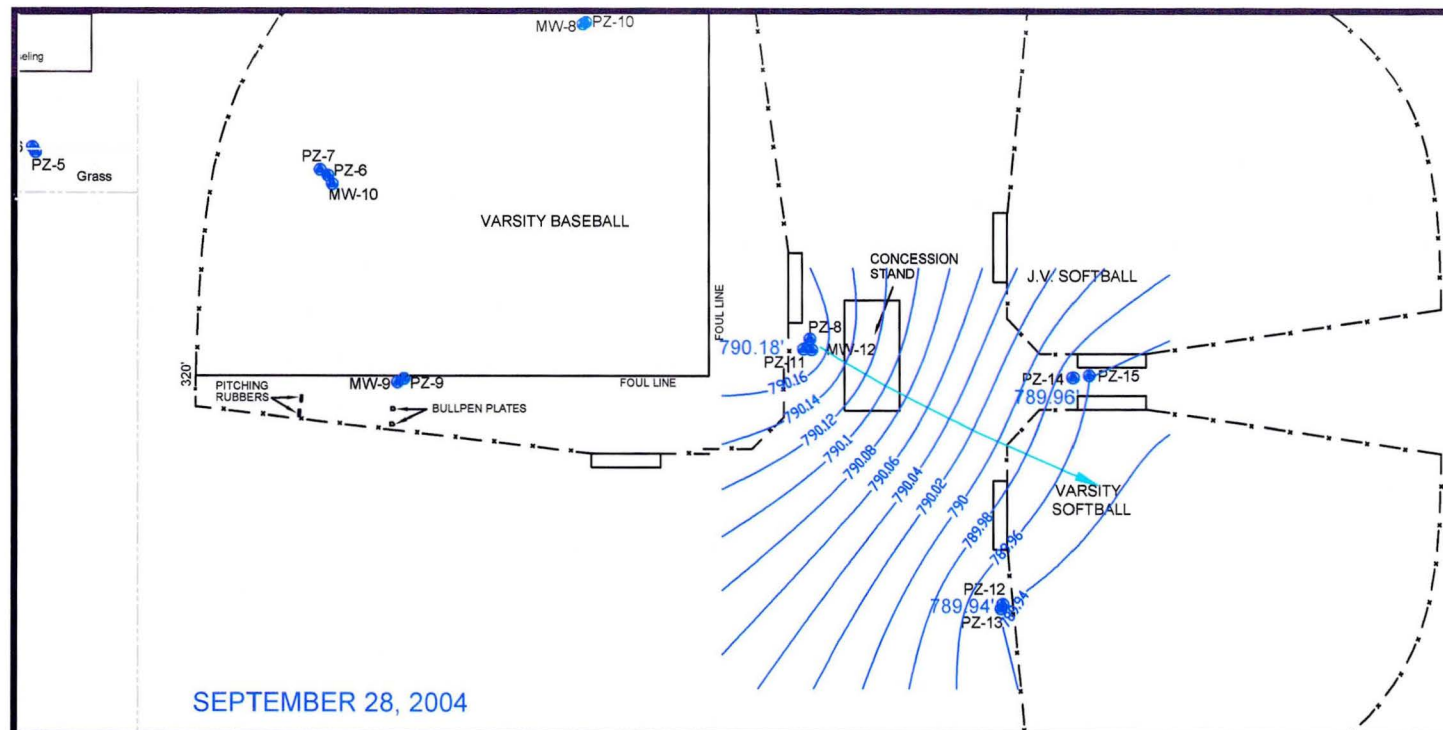 MW-8 PZ-10
eling
PZ-5
Grass
PZ-7
PZ-6
MW-10
VARSITY BASEBALL
CONCESSION
STAND
J.V. SOFTBALL
FOUL LINE
PZ-8
790.18'
MW-12
PZ-11
320'
PITCHING
RUBBERS
MW-9 PZ-9
FOUL LINE
BULLPEN PLATES
PZ-14 PZ-15
789.96'
790.16
790.14
790.12
790.1
790.08
790.06
790.04
790.02
790
789.98
789.96
789.94
VARSITY
SOFTBALL
PZ-12
789.94'
PZ-13
SEPTEMBER 28, 2004